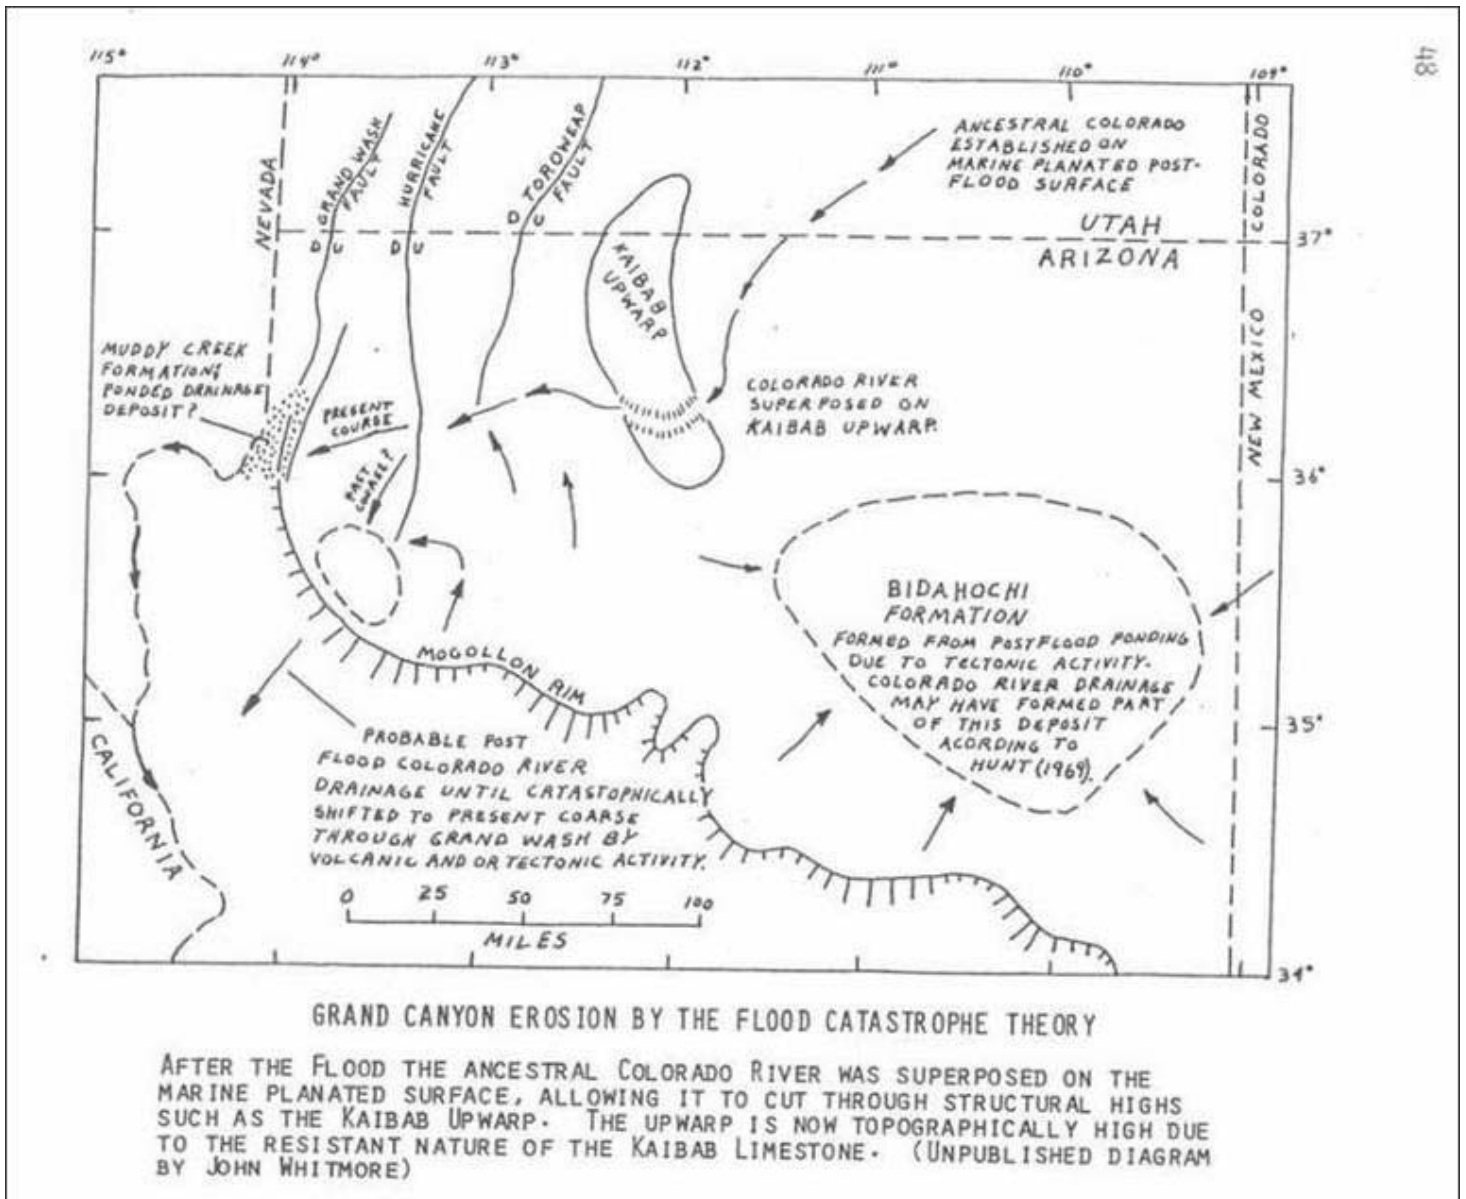 48
115° 114° 113° 112° 111° 110° 109°
NEVADA
GRAND WASH
FAULT
HURRICANE
FAULT
TOROWEAP
FAULT
D U
D U
D U
KAIBAB
UPWARP
ANCESTRAL COLORADO
ESTABLISHED ON
MARINE PLANATED POST-
FLOOD SURFACE
UTAH
ARIZONA
COLORADO
NEW MEXICO
37°
36°
35°
34°
MUDDY CREEK
FORMATION;
PONDED DRAINAGE
DEPOSIT?
PRESENT
COURSE
PAST
COURSE?
COLORADO RIVER
SUPERPOSED ON
KAIBAB UPWARP.
BIDAHOCHI
FORMATION
FORMED FROM POSTFLOOD PONDING
DUE TO TECTONIC ACTIVITY.
COLORADO RIVER DRAINAGE
MAY HAVE FORMED PART
OF THIS DEPOSIT
ACORDING TO
HUNT (1969).
MOGOLLON RIM
CALIFORNIA
PROBABLE POST
FLOOD COLORADO RIVER
DRAINAGE UNTIL CATASTOPHICALLY
SHIFTED TO PRESENT COARSE
THROUGH GRAND WASH BY
VOLCANIC AND OR TECTONIC ACTIVITY.
0 25 50 75 100
MILES
GRAND CANYON EROSION BY THE FLOOD CATASTROPHE THEORY
AFTER THE FLOOD THE ANCESTRAL COLORADO RIVER WAS SUPERPOSED ON THE
MARINE PLANATED SURFACE, ALLOWING IT TO CUT THROUGH STRUCTURAL HIGHS
SUCH AS THE KAIBAB UPWARP. THE UPWARP IS NOW TOPOGRAPHICALLY HIGH DUE
TO THE RESISTANT NATURE OF THE KAIBAB LIMESTONE. (UNPUBLISHED DIAGRAM
BY JOHN WHITMORE)